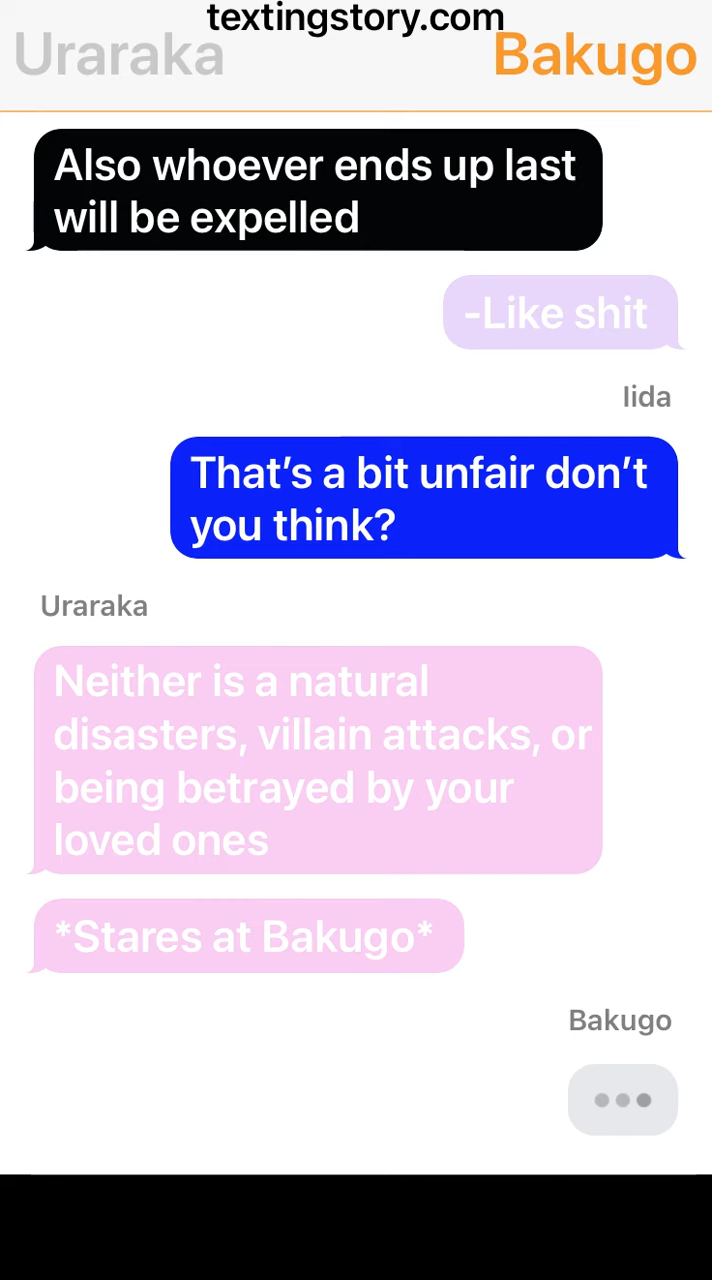 textingstory.com
Uraraka
Bakugo
Also whoever ends up last
will be expelled
-Like shit
Iida
That’s a bit unfair don’t
you think?
Uraraka
Neither is a natural
disasters, villain attacks, or
being betrayed by your
loved ones
*Stares at Bakugo*
Bakugo